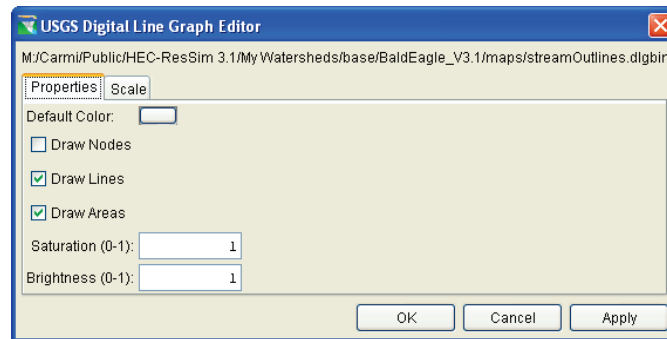 USGS Digital Line Graph Editor
M:/Carmi/Public/HEC-ResSim 3.1/My Watersheds/base/BaldEagle_V3.1/maps/streamOutlines.dlgbin
Properties Scale
Default Color:
Draw Nodes
Draw Lines
Draw Areas
Saturation (0-1): 1
Brightness (0-1): 1
OK Cancel Apply